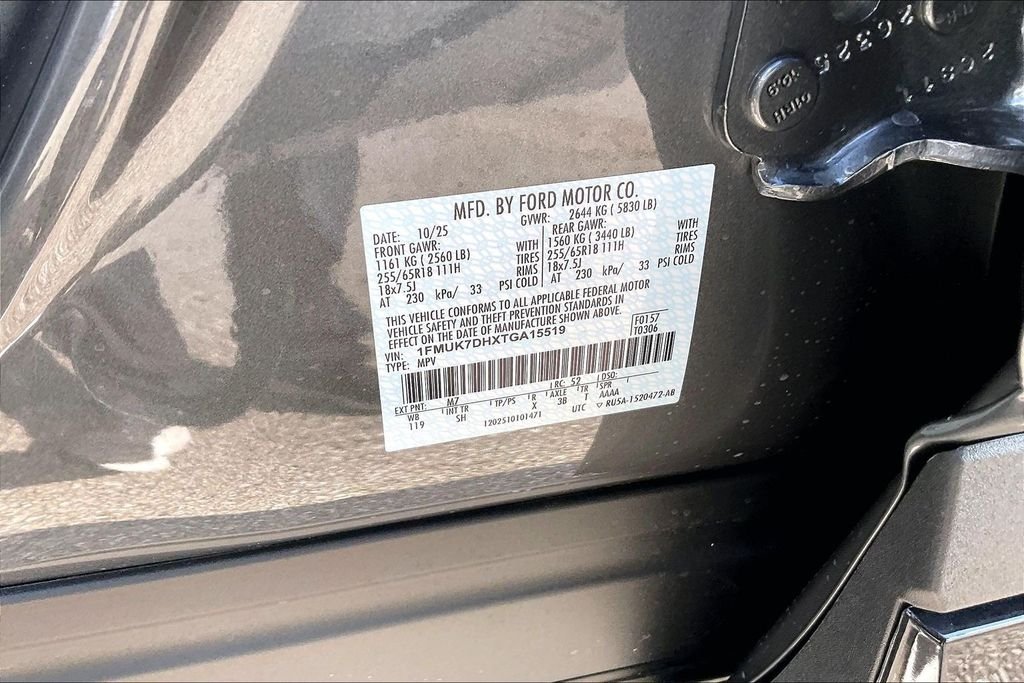 MFD. BY FORD MOTOR CO.
DATE: 10/25 GVWR: 2644 KG ( 5830 LB)
FRONT GAWR: REAR GAWR:
1161 KG ( 2560 LB) WITH 1560 KG ( 3440 LB) WITH
255/65R18 111H TIRES 255/65R18 111H TIRES
18x7.5J RIMS 18x7.5J RIMS
AT 230 kPa/ 33 PSI COLD AT 230 kPa/ 33 PSI COLD
THIS VEHICLE CONFORMS TO ALL APPLICABLE FEDERAL MOTOR
VEHICLE SAFETY AND THEFT PREVENTION STANDARDS IN
EFFECT ON THE DATE OF MANUFACTURE SHOWN ABOVE.
VIN: 1FMUK7DHXTGA15519 F0157
TYPE: MPV T0306
EXT PNT: M7 RC: 52 DSO:
WB INT TR TP/PS R AXLE TR SPR
119 SH X 3B T AAAA
1202510101471 UTC ▽ RU5A-1520472-AB
26325
01RH
10.9